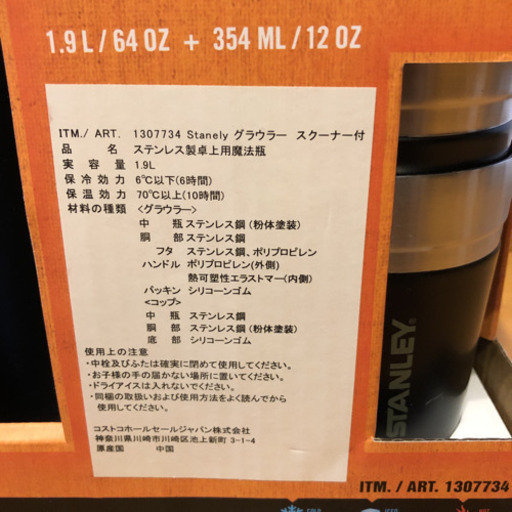 1.9 L / 64 OZ + 354 ML / 12 OZ
ITM./ ART. 1307734 Stanely グラウラー スクーナー付
品 名 ステンレス製卓上用魔法瓶
実 容 量 1.9L
保 冷 効 力 6℃以下(6時間)
保 温 効 力 70℃以上(10時間)
材料の種類 <グラウラー>
中 瓶 ステンレス鋼 (粉体塗装)
胴 部 ステンレス鋼
フタ ステンレス鋼、ポリプロピレン
ハンドル ポリプロピレン(外側)
熱可塑性エラストマー(内側)
パッキン シリコーンゴム
<コップ>
中 瓶 ステンレス鋼
胴 部 ステンレス鋼 (粉体塗装)
底 部 シリコーンゴム
使用上の注意
・中栓及びふたは確実に閉めて使用してください。
・お子様の手の届かない場所に置いてください。
・ドライアイスは入れないでください。
・同梱の取扱いおよび使用方法をよく読んでから
使用してください。
コストコホールセールジャパン株式会社
神奈川県川崎市川崎区池上新町 3-1-4
原産国 中国
STANLEY
ITM. / ART. 1307734